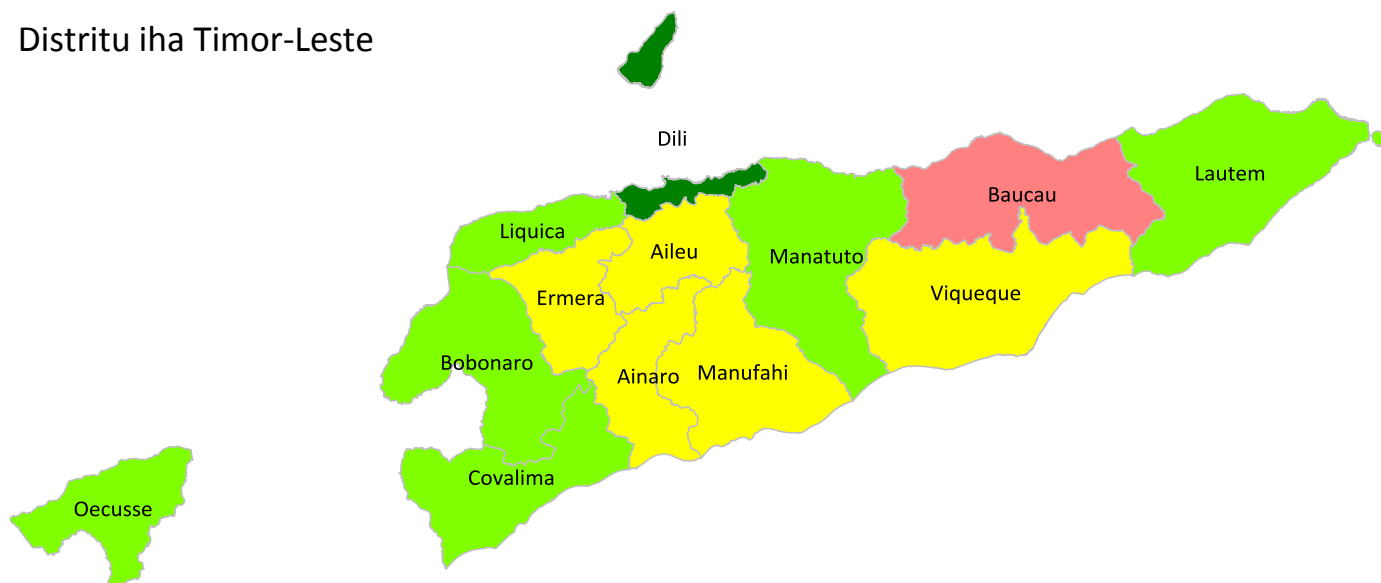 Distritu iha Timor-Leste
Dili
Lautem
Baucau
Liquica
Aileu
Manatuto
Viqueque
Ermera
Bobonaro
Ainaro
Manufahi
Covalima
Oecusse